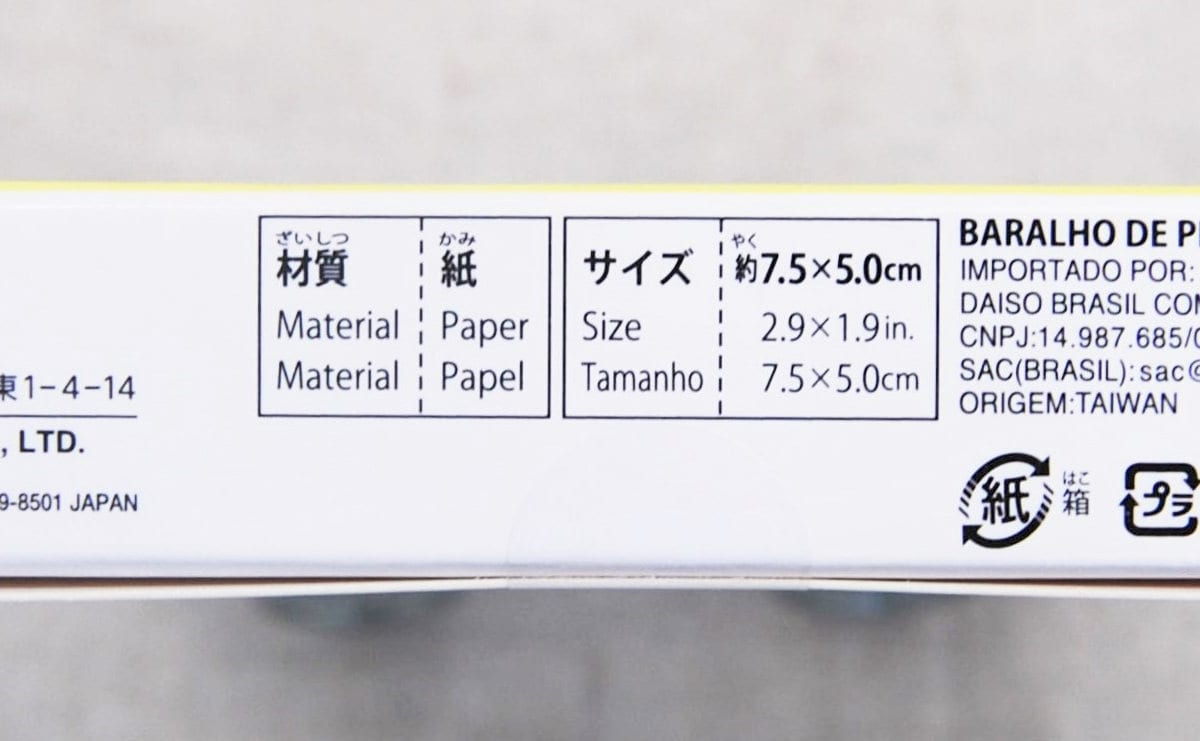 東1-4-14
, LTD.
9-8501 JAPAN
ざいしつ
材質
かみ
紙
Material Paper
Material Papel
やく
サイズ 約7.5×5.0cm
Size 2.9×1.9in.
Tamanho 7.5×5.0cm
BARALHO DE
IMPORTADO POR:
DAISO BRASIL
CNPJ:14.987.685/
SAC(BRASIL):sac@
ORIGEM:TAIWAN
紙
はこ
箱
プラ